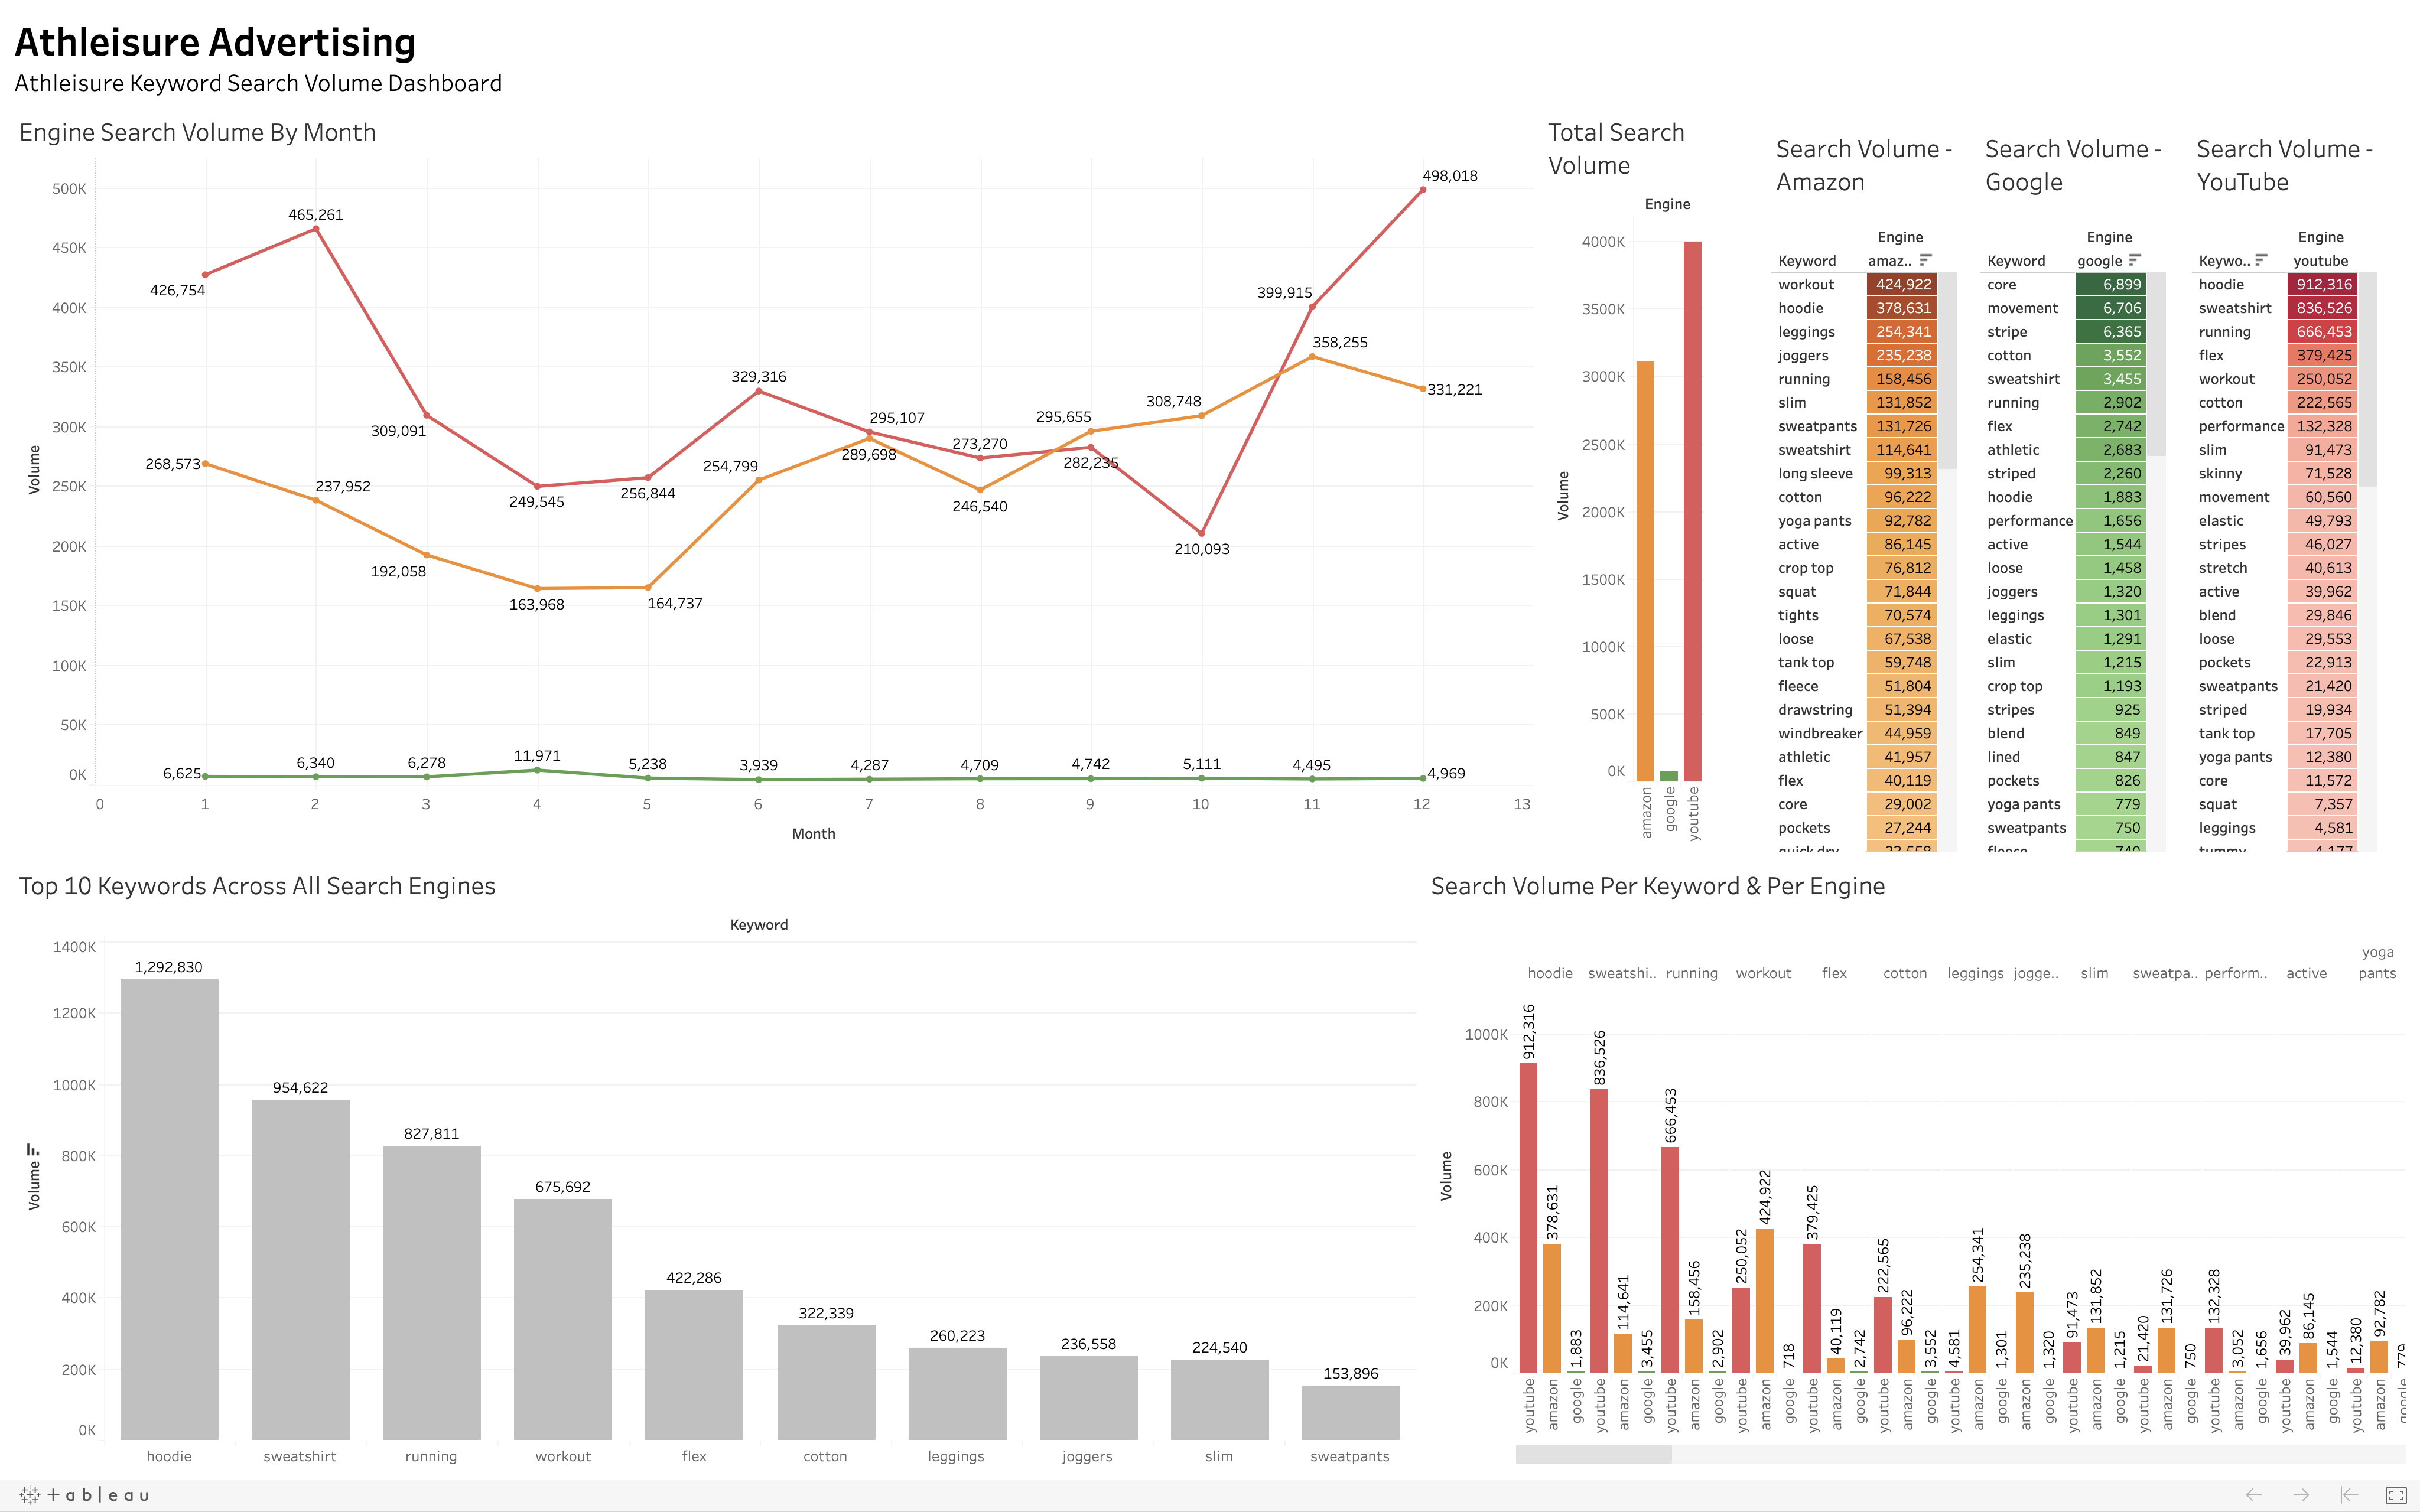 Athleisure Advertising
Athleisure Keyword Search Volume Dashboard
Engine Search Volume By Month
Volume
500K
450K
400K
350K
300K
250K
200K
150K
100K
50K
0K
426,754
465,261
309,091
249,545
256,844
329,316
295,107
273,270
282,235
210,093
399,915
498,018
268,573
237,952
192,058
163,968
164,737
254,799
289,698
246,540
295,655
308,748
358,255
331,221
6,625
6,340
6,278
11,971
5,238
3,939
4,287
4,709
4,742
5,111
4,495
4,969
0 1 2 3 4 5 6 7 8 9 10 11 12 13
Month
Total Search
Volume
Engine
Volume
4000K
3500K
3000K
2500K
2000K
1500K
1000K
500K
0K
amazon
google
youtube
Search Volume -
Amazon
Engine
Keyword amaz..
workout 424,922
hoodie 378,631
leggings 254,341
joggers 235,238
running 158,456
slim 131,852
sweatpants 131,726
sweatshirt 114,641
long sleeve 99,313
cotton 96,222
yoga pants 92,782
active 86,145
crop top 76,812
squat 71,844
tights 70,574
loose 67,538
tank top 59,748
fleece 51,804
drawstring 51,394
windbreaker 44,959
athletic 41,957
flex 40,119
core 29,002
pockets 27,244
quick dry 23,558
Search Volume -
Google
Engine
Keyword google
core 6,899
movement 6,706
stripe 6,365
cotton 3,552
sweatshirt 3,455
running 2,902
flex 2,742
athletic 2,683
striped 2,260
hoodie 1,883
performance 1,656
active 1,544
loose 1,458
joggers 1,320
leggings 1,301
elastic 1,291
slim 1,215
crop top 1,193
stripes 925
blend 849
lined 847
pockets 826
yoga pants 779
sweatpants 750
fleece 740
Search Volume -
YouTube
Engine
Keywo.. youtube
hoodie 912,316
sweatshirt 836,526
running 666,453
flex 379,425
workout 250,052
cotton 222,565
performance 132,328
slim 91,473
skinny 71,528
movement 60,560
elastic 49,793
stripes 46,027
stretch 40,613
active 39,962
blend 29,846
loose 29,553
pockets 22,913
sweatpants 21,420
striped 19,934
tank top 17,705
yoga pants 12,380
core 11,572
squat 7,357
leggings 4,581
tummy 4,177
Top 10 Keywords Across All Search Engines
Keyword
Volume
1400K
1200K
1000K
800K
600K
400K
200K
0K
1,292,830
954,622
827,811
675,692
422,286
322,339
260,223
236,558
224,540
153,896
hoodie sweatshirt running workout flex cotton leggings joggers slim sweatpants
Search Volume Per Keyword & Per Engine
hoodie sweatshi.. running workout flex cotton leggings jogge.. slim sweatpa.. perform.. active yoga pants
Volume
1000K
800K
600K
400K
200K
0K
912,316 378,631 1,883
836,526 114,641 3,455
666,453 158,456 2,902
250,052 424,922 718
379,425 40,119 2,742
222,565 96,222 3,552
4,581 254,341 1,301
235,238 1,320
91,473 131,852 1,215
21,420 131,726 750
132,328 3,052 1,656
39,962 86,145 1,544
12,380 92,782 779
youtube amazon google
youtube amazon google
youtube amazon google
youtube amazon google
youtube amazon google
youtube amazon google
youtube amazon google
amazon google
youtube amazon google
youtube amazon google
youtube amazon google
youtube amazon google
youtube amazon google
+ableau